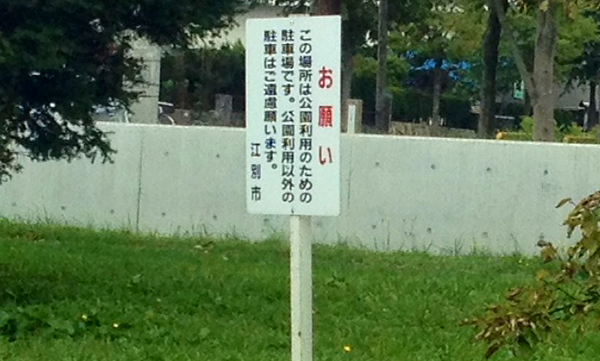 お願い
この場所は公園利用のための
駐車場です。公園利用以外の
駐車はご遠慮願います。
江別市